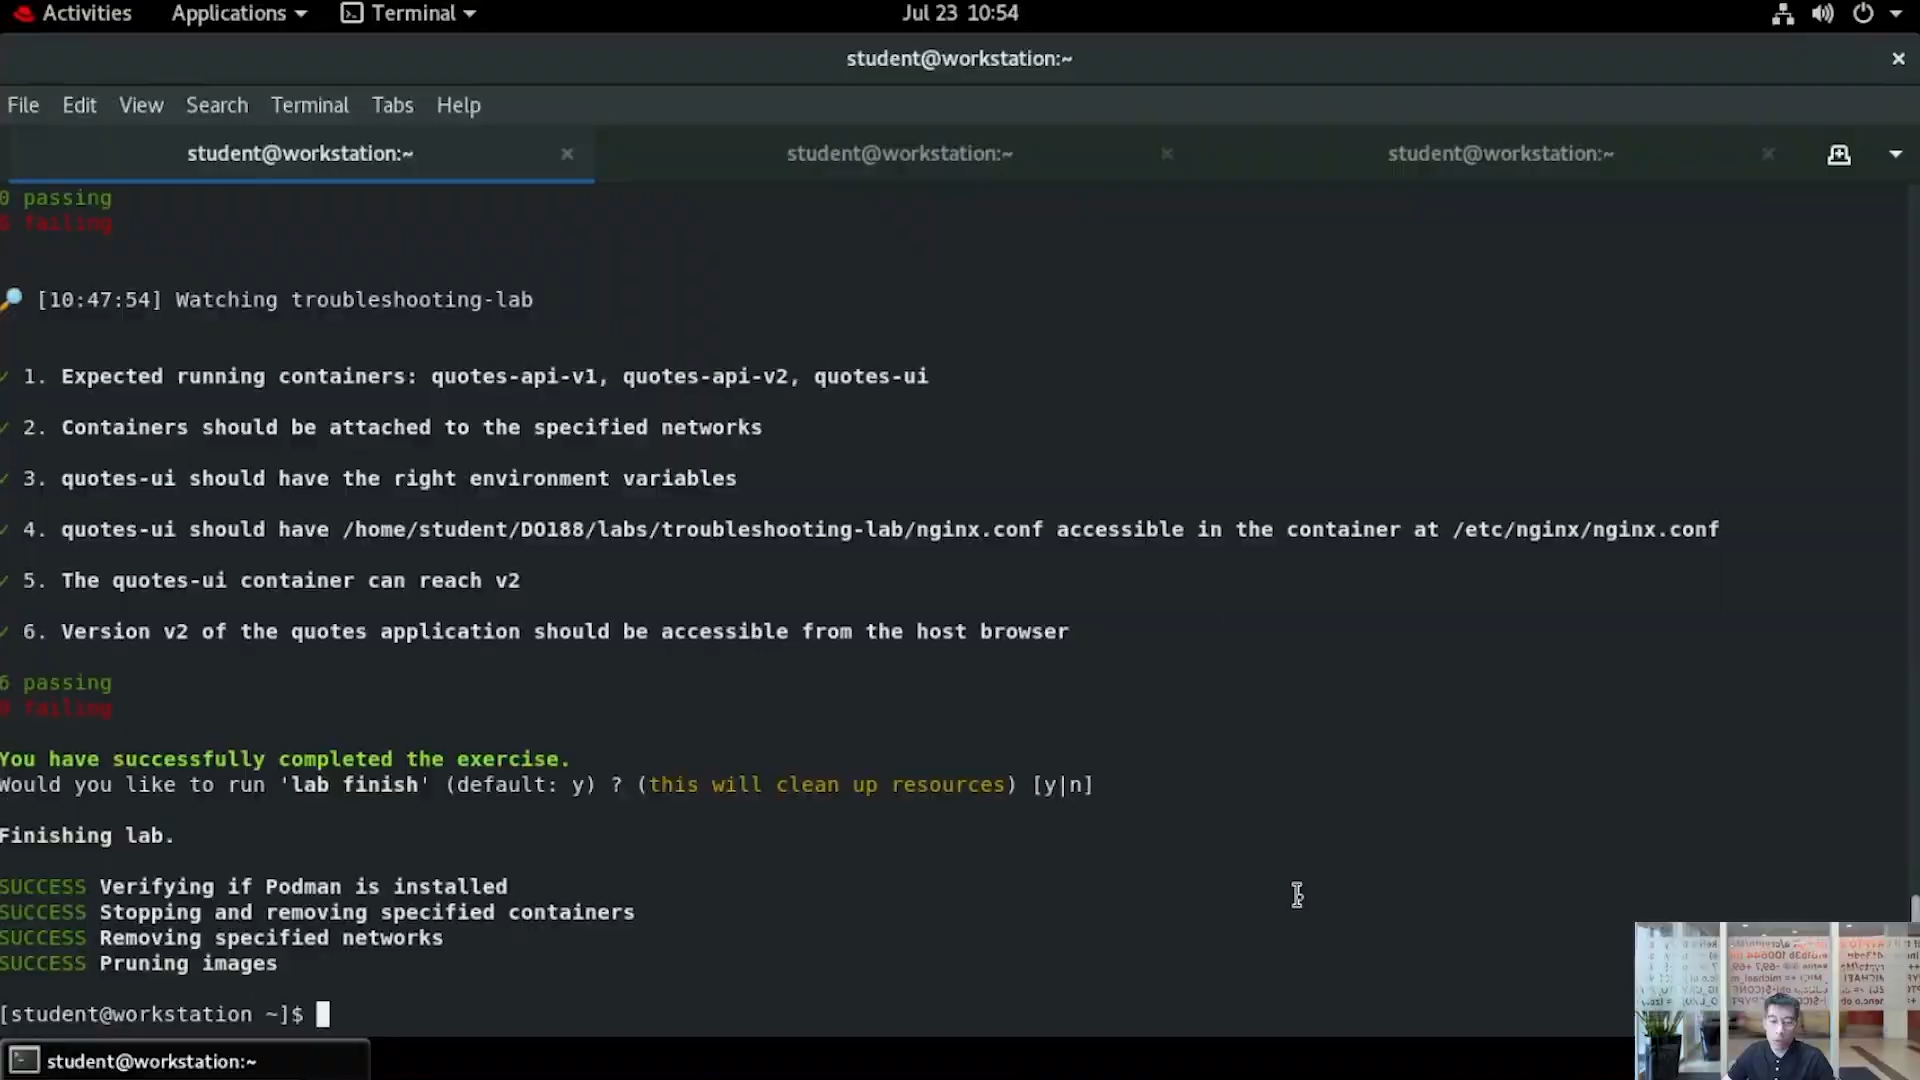 Activities Applications Terminal Jul 23 10:54
student@workstation:~
File Edit View Search Terminal Tabs Help
student@workstation:~ student@workstation:~ student@workstation:~
0 passing
6 failing
[10:47:54] Watching troubleshooting-lab
✓ 1. Expected running containers: quotes-api-v1, quotes-api-v2, quotes-ui
✓ 2. Containers should be attached to the specified networks
✓ 3. quotes-ui should have the right environment variables
✓ 4. quotes-ui should have /home/student/DO188/labs/troubleshooting-lab/nginx.conf accessible in the container at /etc/nginx/nginx.conf
✓ 5. The quotes-ui container can reach v2
✓ 6. Version v2 of the quotes application should be accessible from the host browser
6 passing
0 failing
You have successfully completed the exercise.
Would you like to run 'lab finish' (default: y) ? (this will clean up resources) [y|n]
Finishing lab.
SUCCESS Verifying if Podman is installed
SUCCESS Stopping and removing specified containers
SUCCESS Removing specified networks
SUCCESS Pruning images
[student@workstation ~]$
student@workstation:~